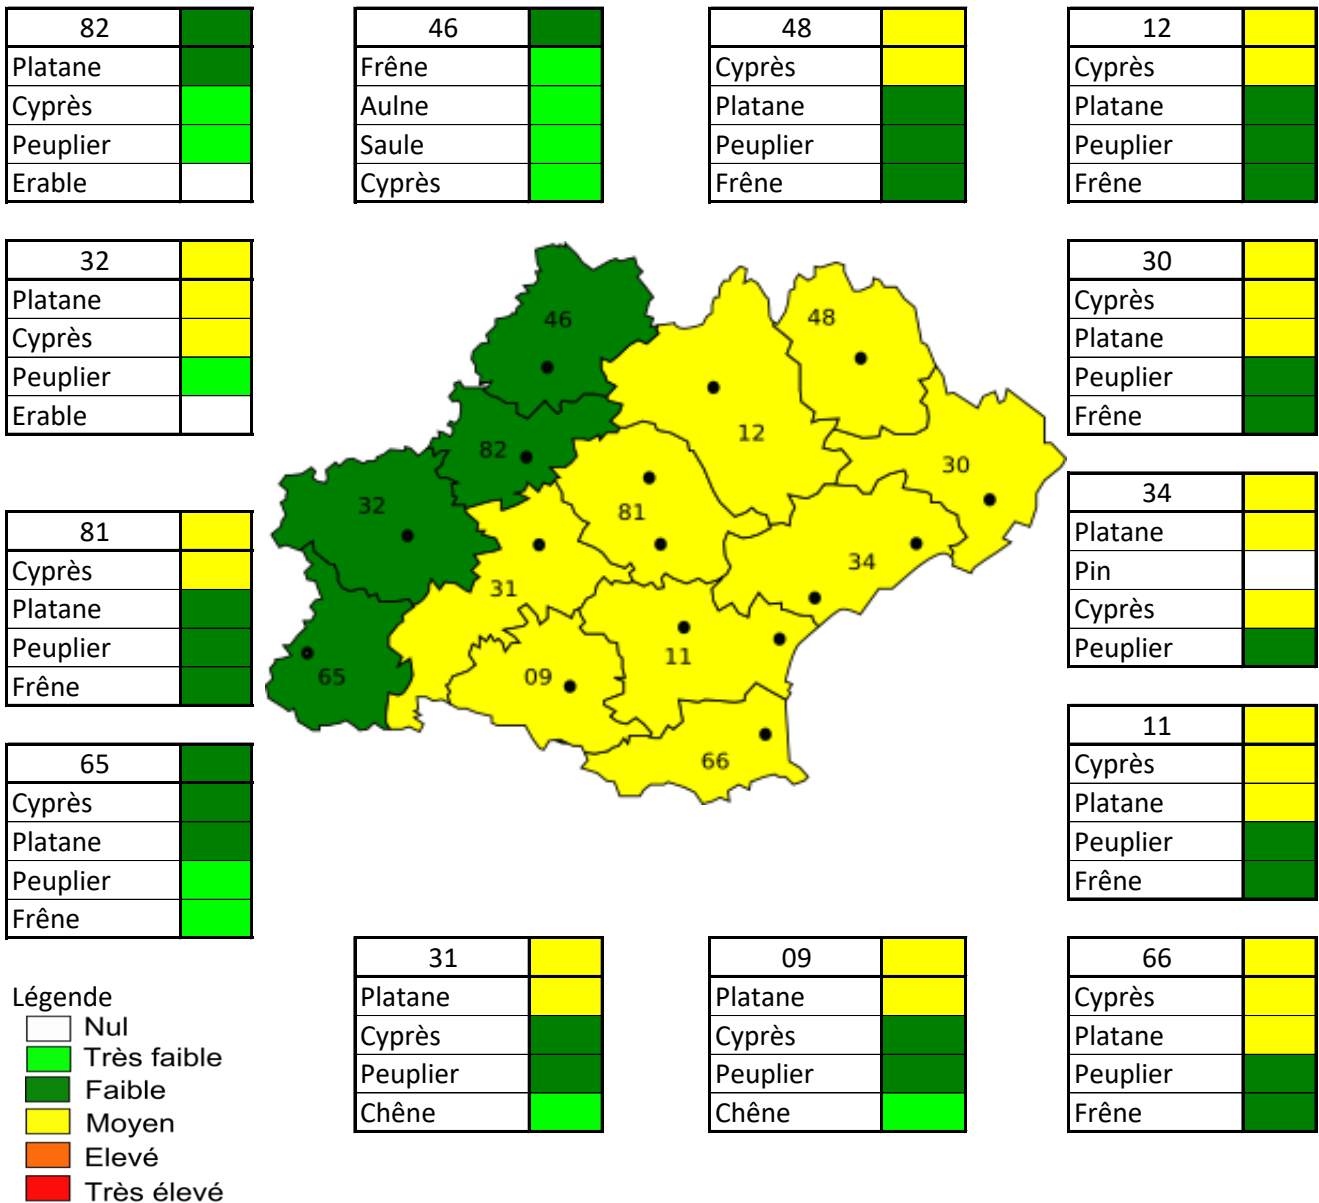 82
Platane
Cyprès
Peuplier
Erable
46
Frêne
Aulne
Saule
Cyprès
48
Cyprès
Platane
Peuplier
Frêne
12
Cyprès
Platane
Peuplier
Frêne
32
Platane
Cyprès
Peuplier
Erable
30
Cyprès
Platane
Peuplier
Frêne
46
48
82
12
30
32
81
34
31
11
09
65
66
81
Cyprès
Platane
Peuplier
Frêne
34
Platane
Pin
Cyprès
Peuplier
65
Cyprès
Platane
Peuplier
Frêne
11
Cyprès
Platane
Peuplier
Frêne
31
Platane
Cyprès
Peuplier
Chêne
09
Platane
Cyprès
Peuplier
Chêne
66
Cyprès
Platane
Peuplier
Frêne
Légende
Nul
Très faible
Faible
Moyen
Elevé
Très élevé